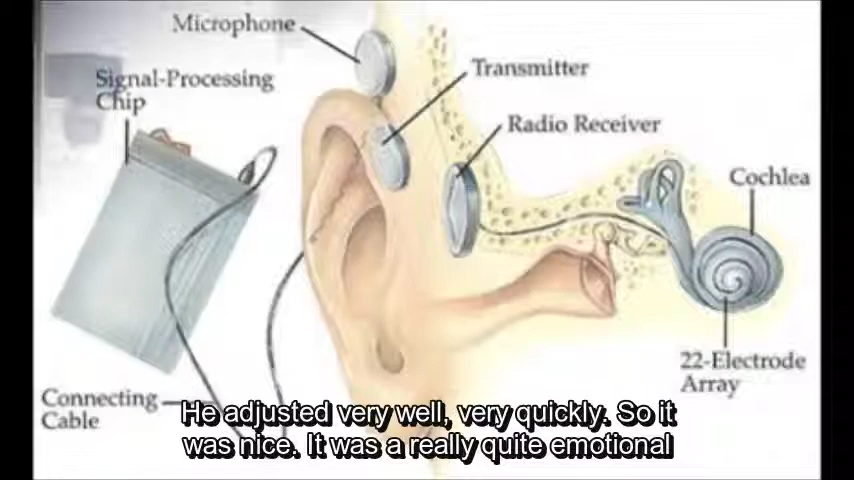 Microphone
Transmitter
Signal-Processing
Chip
Radio Receiver
Cochlea
22-Electrode
Array
Connecting
Cable
He adjusted very well, very quickly. So it
was nice. It was a really quite emotional